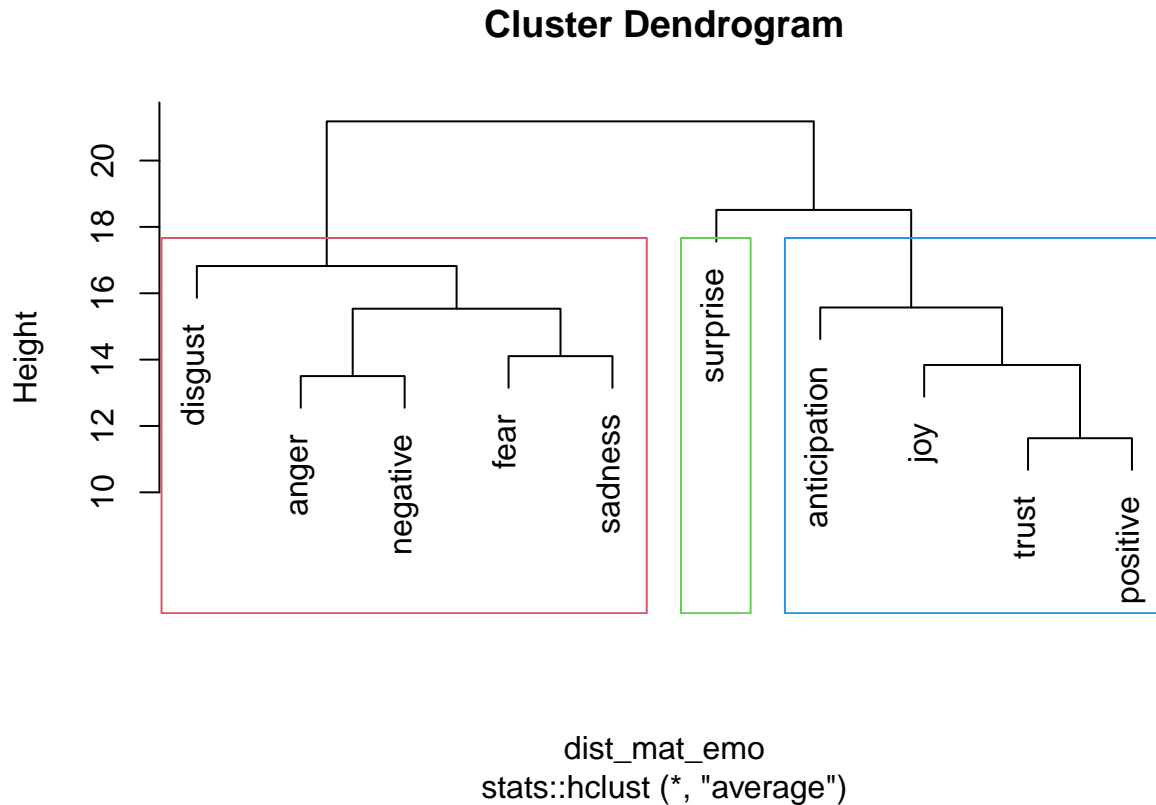 Cluster Dendrogram
Height
20
18
16
14
12
10
disgust
anger
negative
fear
sadness
surprise
anticipation
joy
trust
positive
dist_mat_emo
stats::hclust (*, "average")